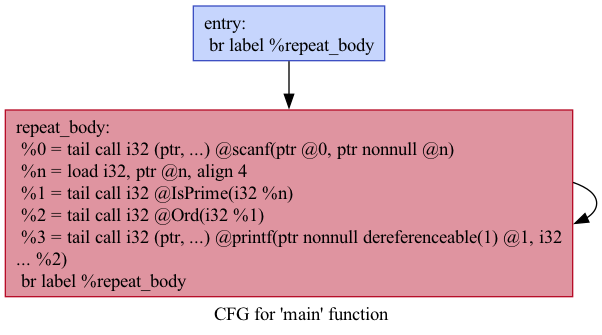 entry:
br label %repeat_body
repeat_body:
%0 = tail call i32 (ptr, ...) @scanf(ptr @0, ptr nonnull @n)
%n = load i32, ptr @n, align 4
%1 = tail call i32 @IsPrime(i32 %n)
%2 = tail call i32 @Ord(i32 %1)
%3 = tail call i32 (ptr, ...) @printf(ptr nonnull dereferenceable(1) @1, i32
... %2)
br label %repeat_body
CFG for 'main' function